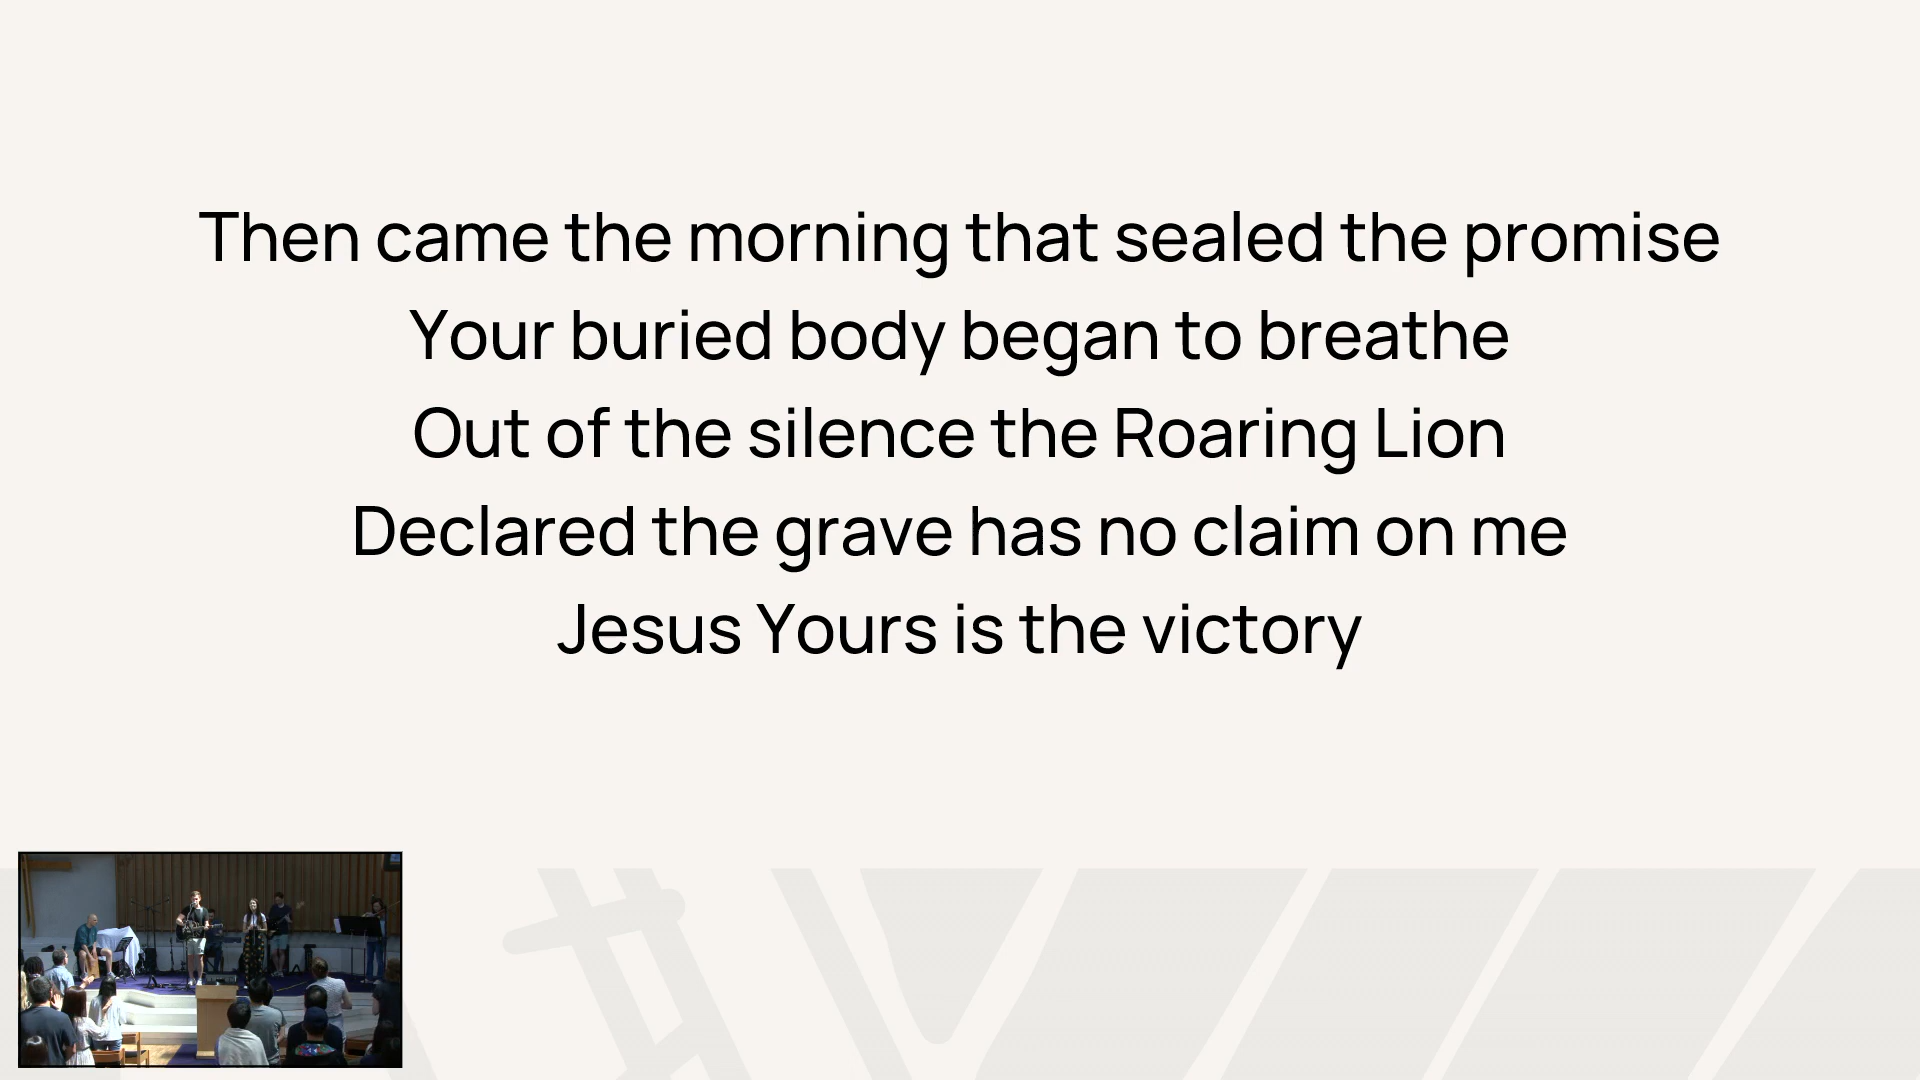 Then came the morning that sealed the promise
Your buried body began to breathe
Out of the silence the Roaring Lion
Declared the grave has no claim on me
Jesus Yours is the victory